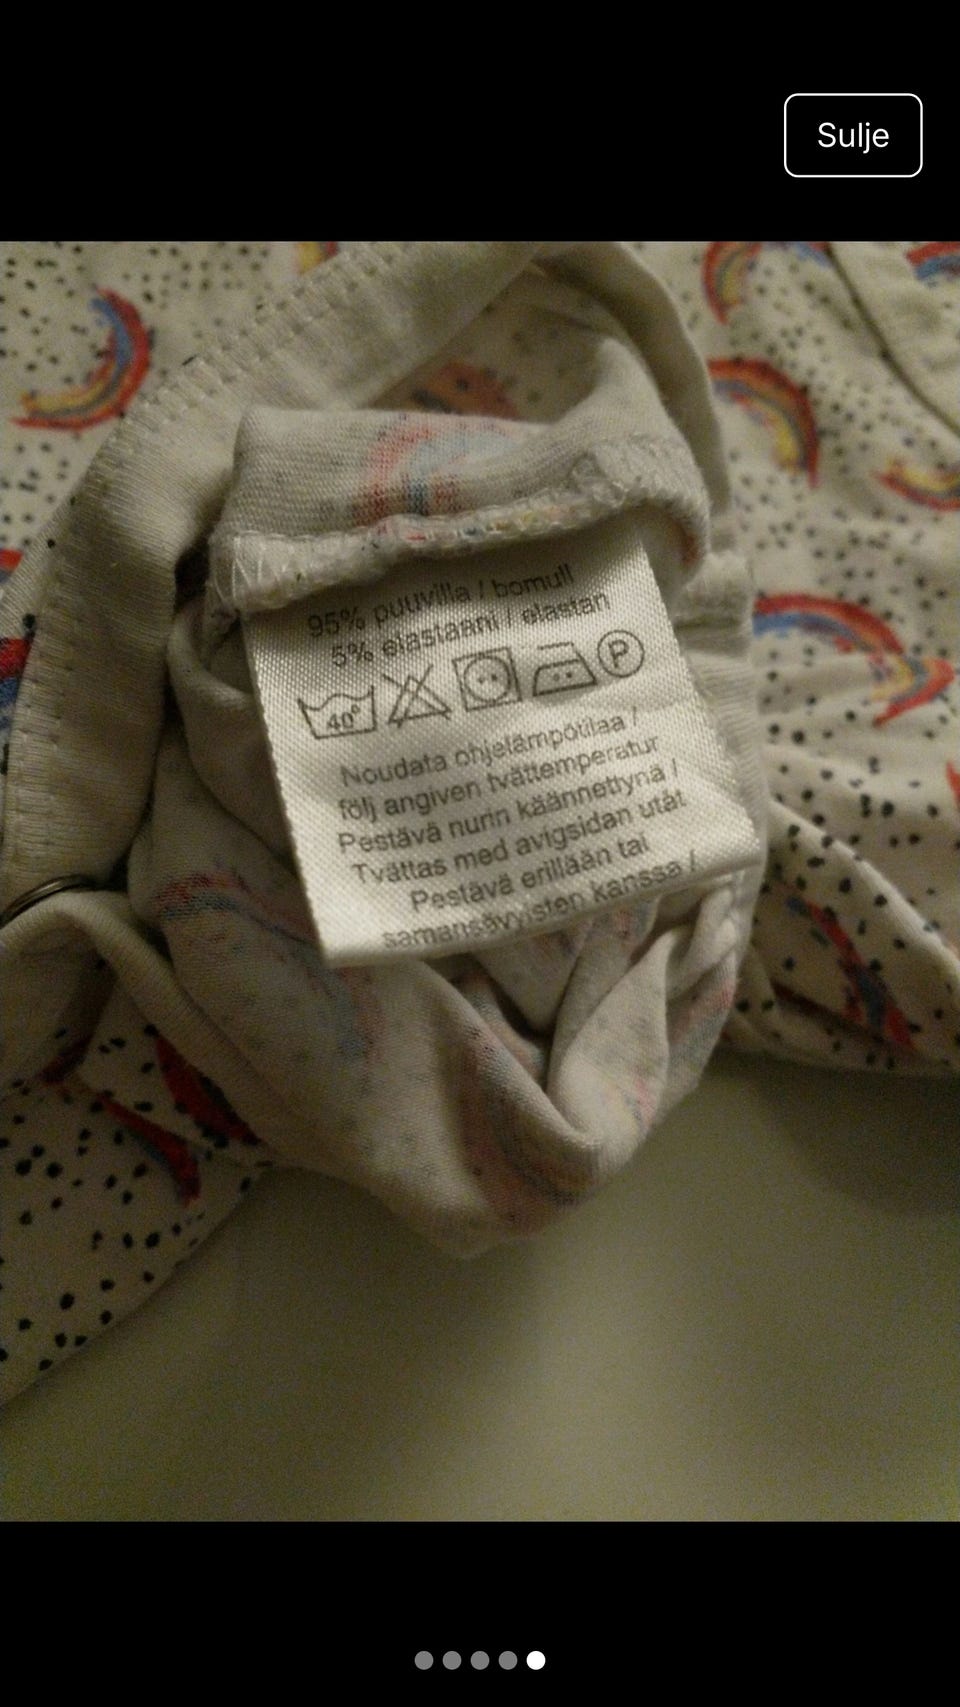 Sulje
95% puuvilla / bomull
5% elastaani / elastan
40° P
Noudata ohjelämpötilaa /
följ angiven tvättemperatur
Pestävä nurin käännettynä /
Tvättas med avigsidan utåt
Pestävä erillään tai
samansävyisten kanssa /